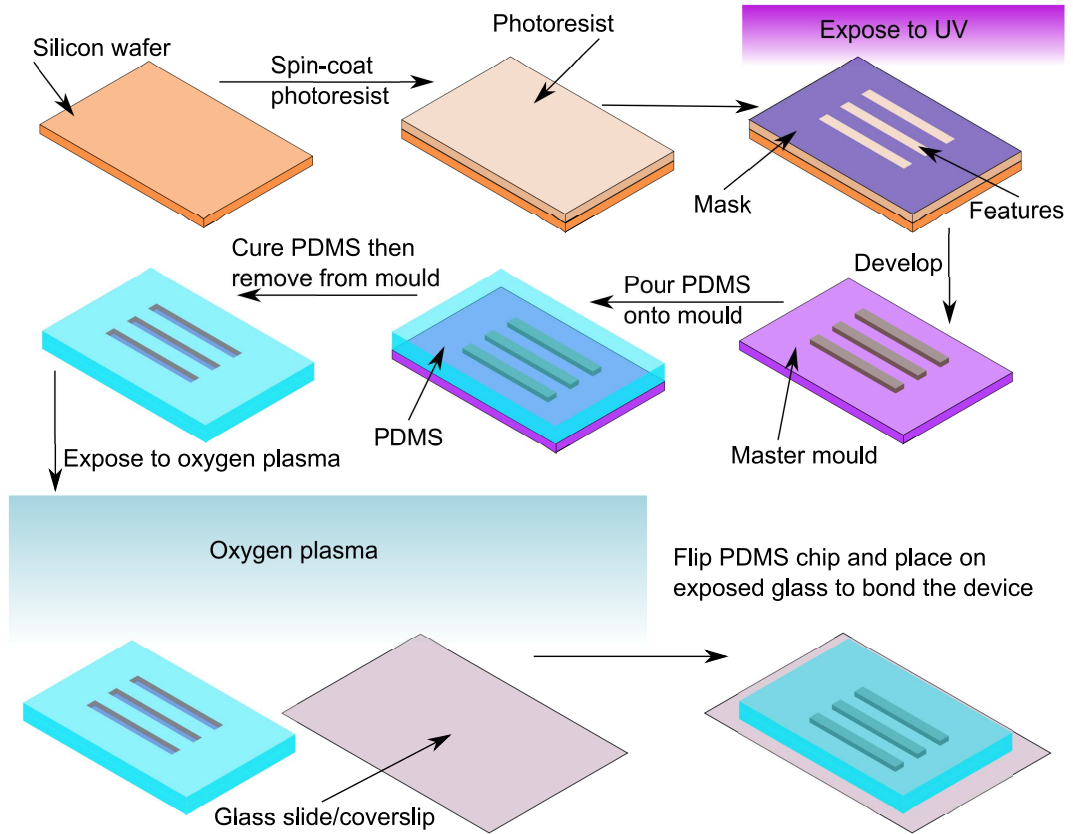 Silicon wafer
Spin-coat
photoresist
Photoresist
Expose to UV
Mask
Features
Develop
Cure PDMS then
remove from mould
Pour PDMS
onto mould
PDMS
Master mould
Expose to oxygen plasma
Oxygen plasma
Flip PDMS chip and place on
exposed glass to bond the device
Glass slide/coverslip